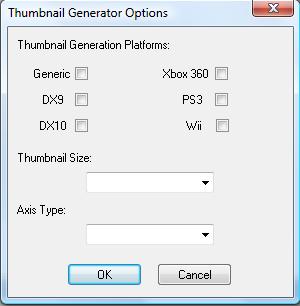 Thumbnail Generator Options
Thumbnail Generation Platforms:
Generic Xbox 360
DX9 PS3
DX10 Wii
Thumbnail Size:
Axis Type:
OK Cancel